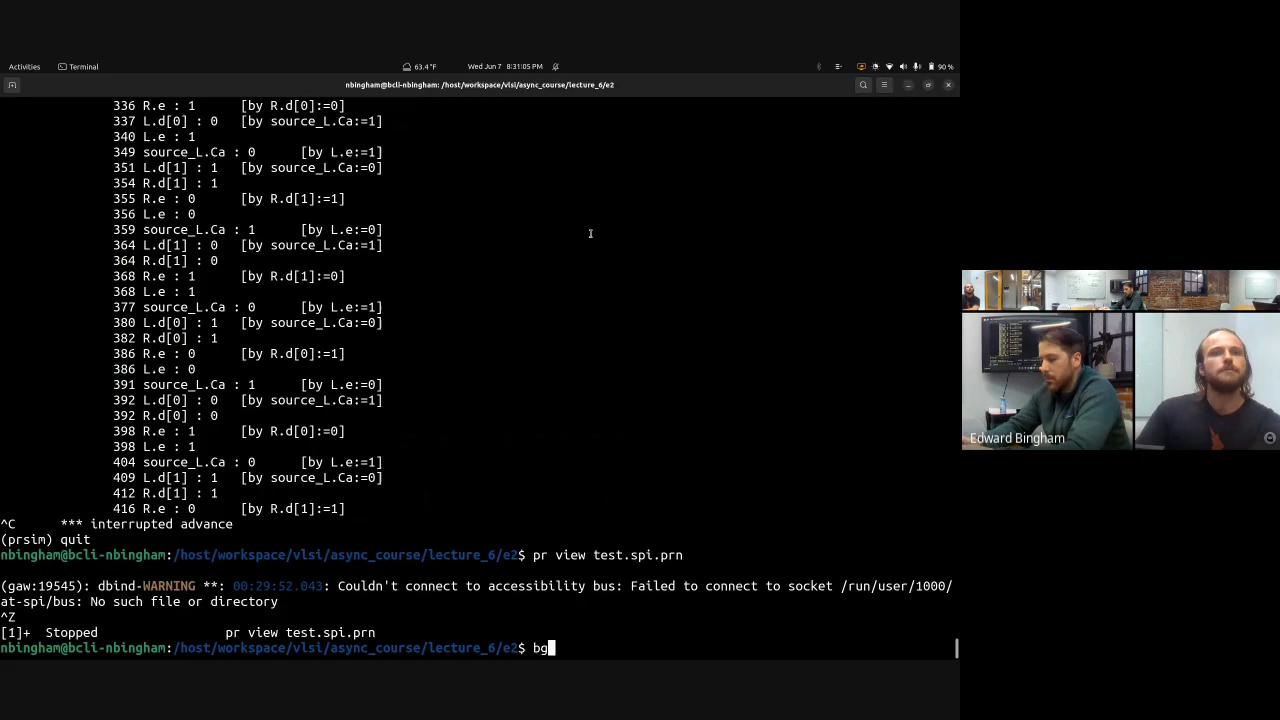 Activities
Terminal
63.4 °F
Wed Jun 7 8:31:05 PM
90 %
nbingham@bcli-nbingham: /host/workspace/vlsi/async_course/lecture_6/e2
336 R.e : 1 [by R.d[0]:=0]
337 L.d[0] : 0 [by source_L.Ca:=1]
340 L.e : 1
349 source_L.Ca : 0 [by L.e:=1]
351 L.d[1] : 1 [by source_L.Ca:=0]
354 R.d[1] : 1
355 R.e : 0 [by R.d[1]:=1]
356 L.e : 0
359 source_L.Ca : 1 [by L.e:=0]
364 L.d[1] : 0 [by source_L.Ca:=1]
364 R.d[1] : 0
368 R.e : 1 [by R.d[1]:=0]
368 L.e : 1
377 source_L.Ca : 0 [by L.e:=1]
380 L.d[0] : 1 [by source_L.Ca:=0]
382 R.d[0] : 1
386 R.e : 0 [by R.d[0]:=1]
386 L.e : 0
391 source_L.Ca : 1 [by L.e:=0]
392 L.d[0] : 0 [by source_L.Ca:=1]
392 R.d[0] : 0
398 R.e : 1 [by R.d[0]:=0]
398 L.e : 1
404 source_L.Ca : 0 [by L.e:=1]
409 L.d[1] : 1 [by source_L.Ca:=0]
412 R.d[1] : 1
416 R.e : 0 [by R.d[1]:=1]
^C *** interrupted advance
(prsim) quit
nbingham@bcli-nbingham:/host/workspace/vlsi/async_course/lecture_6/e2$ pr view test.spi.prn
(gaw:19545): dbind-WARNING **: 00:29:52.043: Couldn't connect to accessibility bus: Failed to connect to socket /run/user/1000/
at-spi/bus: No such file or directory
^Z
[1]+ Stopped pr view test.spi.prn
nbingham@bcli-nbingham:/host/workspace/vlsi/async_course/lecture_6/e2$ bg
Edward Bingham